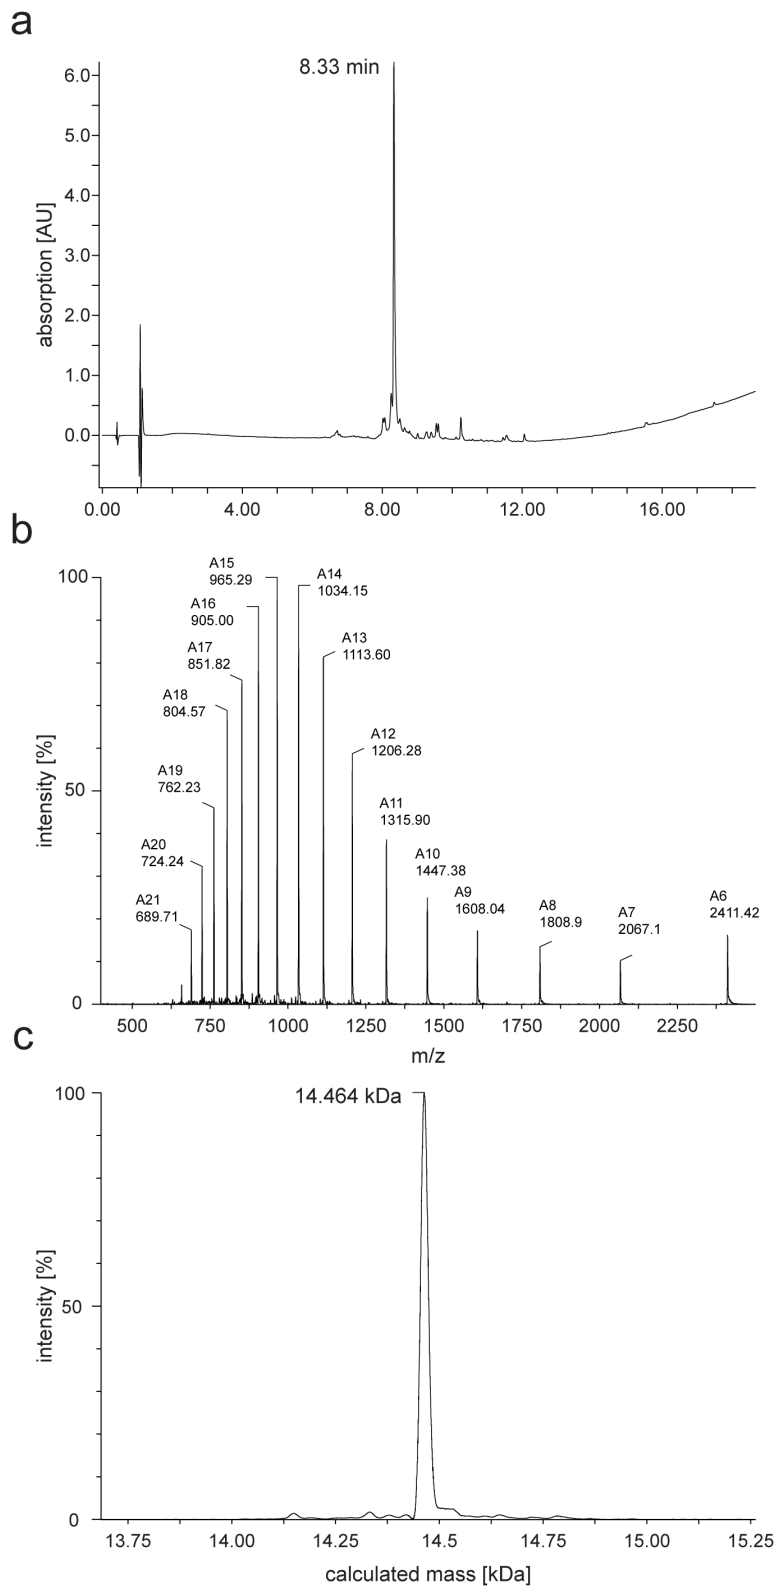 a
8.33 min
6.0
5.0
4.0
3.0
2.0
1.0
0.0
absorption [AU]
0.00 4.00 8.00 12.00 16.00
b
100
50
0
intensity [%]
A15
965.29
A14
1034.15
A16
905.00
A13
1113.60
A17
851.82
A18
804.57
A12
1206.28
A19
762.23
A11
1315.90
A20
724.24
A10
1447.38
A21
689.71
A9
1608.04
A8
1808.9
A7
2067.1
A6
2411.42
500 750 1000 1250 1500 1750 2000 2250
m/z
c
14.464 kDa
100
50
0
intensity [%]
13.75 14.00 14.25 14.5 14.75 15.00 15.25
calculated mass [kDa]